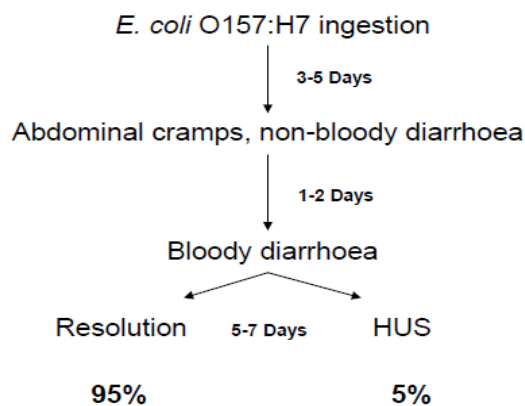 E. coli O157:H7 ingestion
3-5 Days
Abdominal cramps, non-bloody diarrhoea
1-2 Days
Bloody diarrhoea
Resolution 5-7 Days HUS
95% 5%